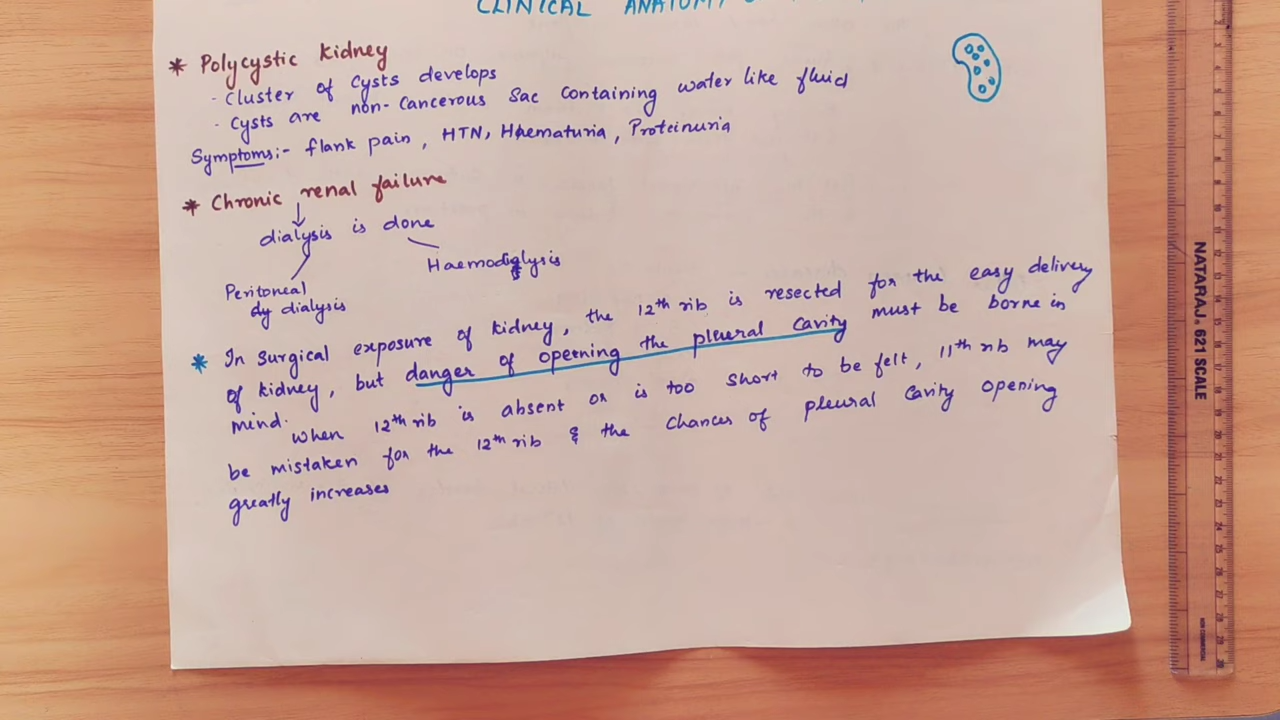 CLINICAL ANATOMY
* Polycystic kidney
· Cluster of Cysts develops
· Cysts are non-Cancerous Sac Containing water like fluid
Symptoms:- flank pain, HTN, Haematuria, Proteinuria
* Chronic renal failure
dialysis is done
Haemodialysis
Peritoneal
dy dialysis
* In Surgical exposure of kidney, the 12th rib is resected for the easy delivery
of kidney, but danger of opening the pleural cavity must be borne in
mind.
When 12th rib is absent or is too short to be felt, 11th rib may
be mistaken for the 12th rib & the chances of pleural cavity opening
greatly increases
NATARAJ® 621 SCALE